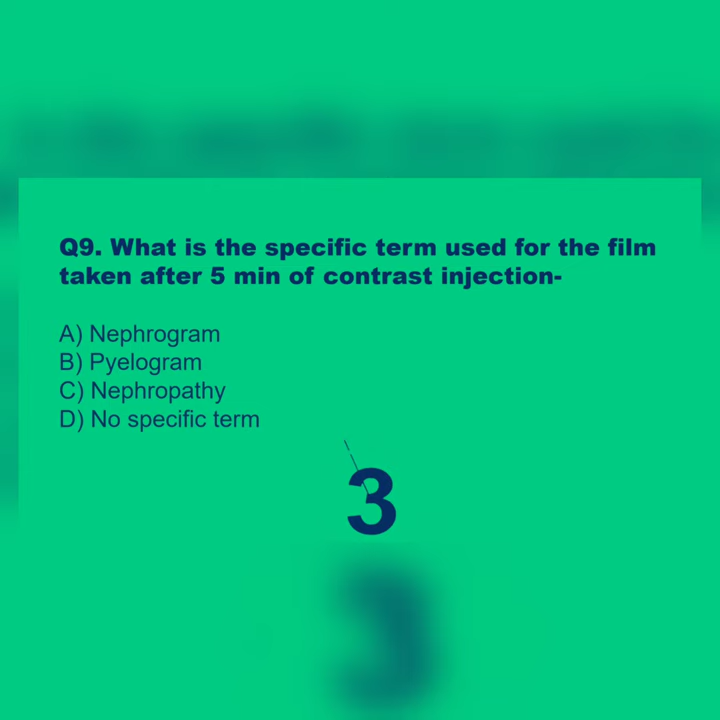 Q9. What is the specific term used for the film
taken after 5 min of contrast injection-
A) Nephrogram
B) Pyelogram
C) Nephropathy
D) No specific term
3